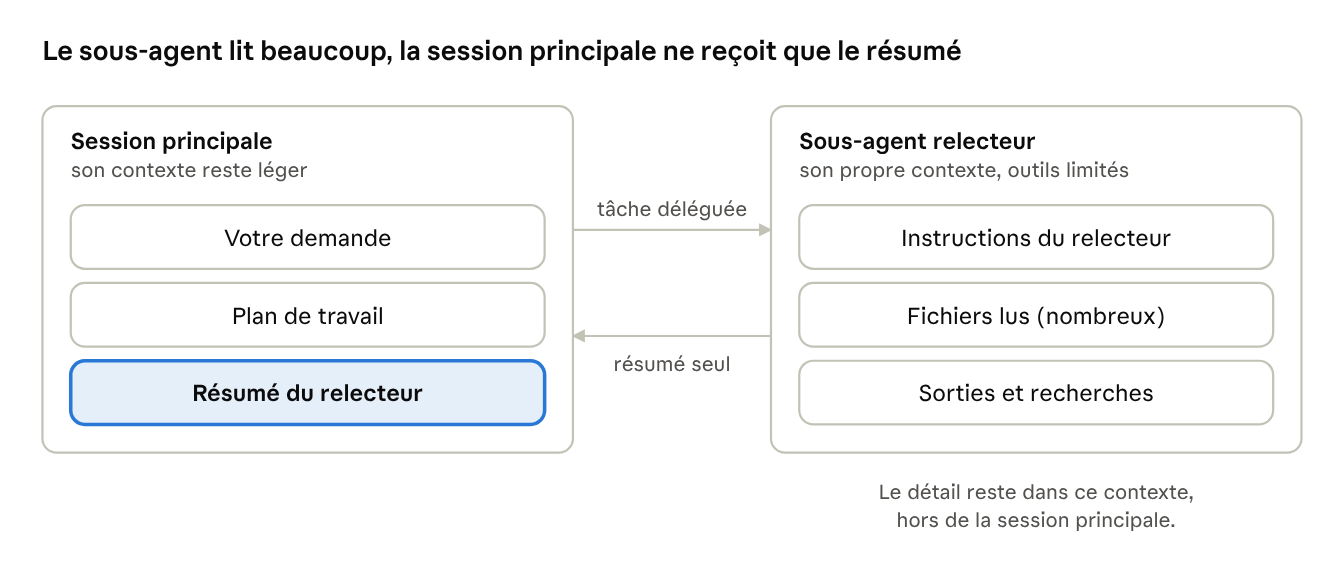 Le sous-agent lit beaucoup, la session principale ne reçoit que le résumé
Session principale
son contexte reste léger
Votre demande
Plan de travail
Résumé du relecteur
tâche déléguée
résumé seul
Sous-agent relecteur
son propre contexte, outils limités
Instructions du relecteur
Fichiers lus (nombreux)
Sorties et recherches
Le détail reste dans ce contexte,
hors de la session principale.